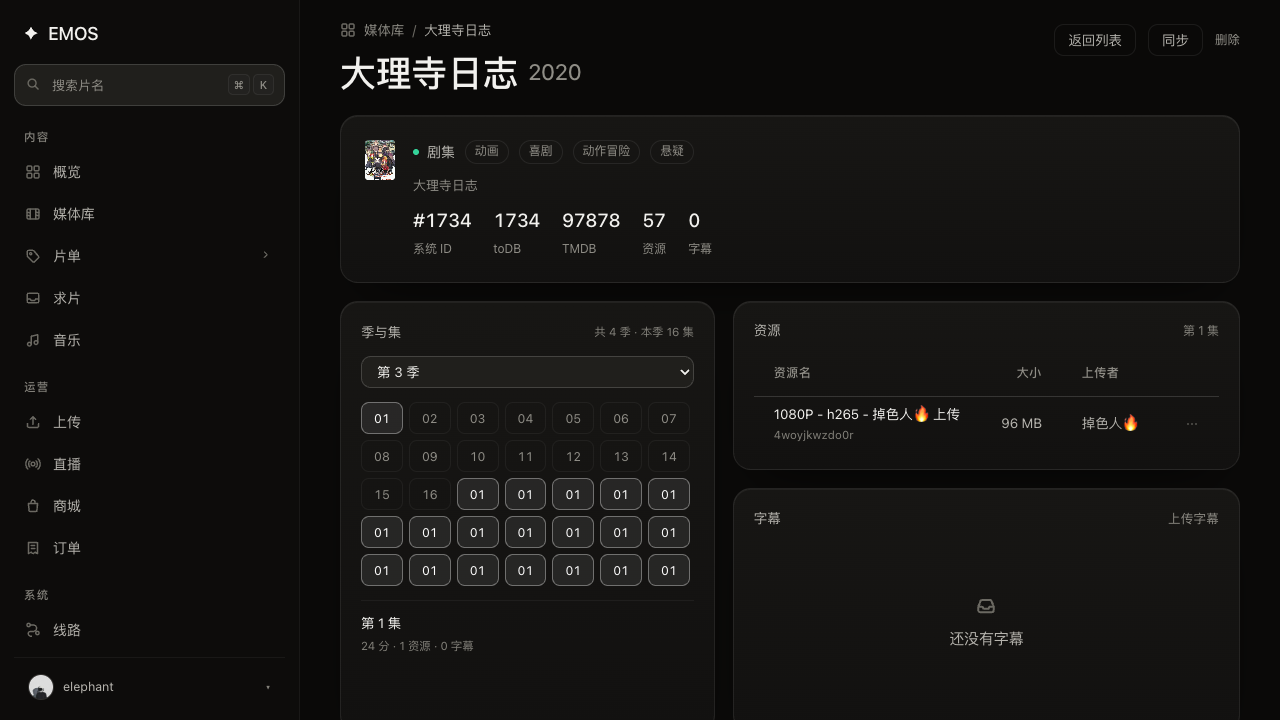 EMOS
搜索片名 ⌘ K
内容
概览
媒体库
片单
求片
音乐
运营
上传
直播
商城
订单
系统
线路
elephant
媒体库 / 大理寺日志
大理寺日志 2020
返回列表 同步 删除
剧集 动画 喜剧 动作冒险 悬疑
大理寺日志
#1734 1734 97878 57 0
系统 ID toDB TMDB 资源 字幕
季与集 共 4 季 · 本季 16 集
第 3 季
01 02 03 04 05 06 07
08 09 10 11 12 13 14
15 16 01 01 01 01 01
01 01 01 01 01 01 01
01 01 01 01 01 01 01
第 1 集
24 分 · 1 资源 · 0 字幕
资源 第 1 集
资源名 大小 上传者
1080P - h265 - 掉色人🔥 上传
4woyjkwzdo0r
96 MB 掉色人🔥 ···
字幕 上传字幕
还没有字幕